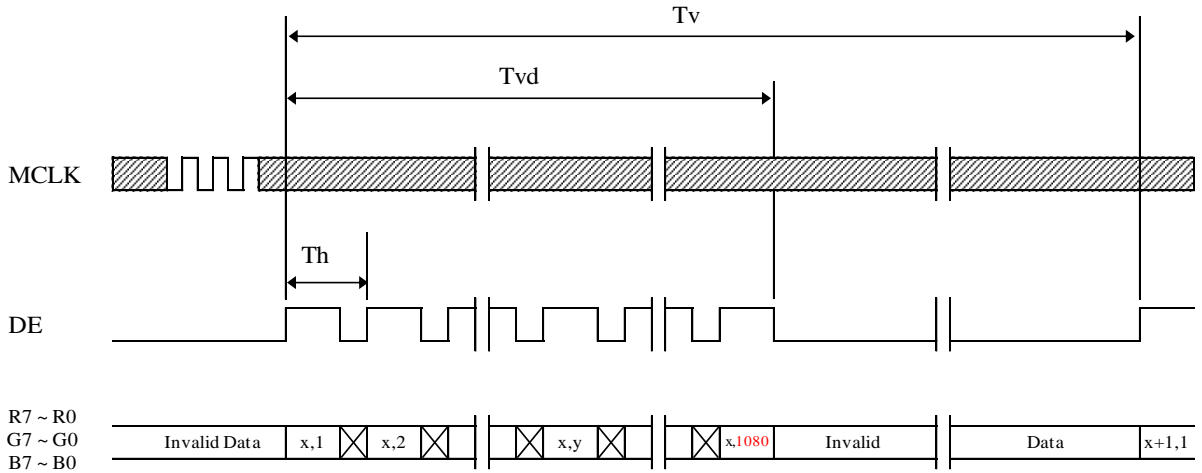 Tv
Tvd
MCLK
Th
DE
R7 ~ R0
G7 ~ G0
B7 ~ B0
Invalid Data
x,1
x,2
x,y
x,1080
Invalid
Data
x+1,1